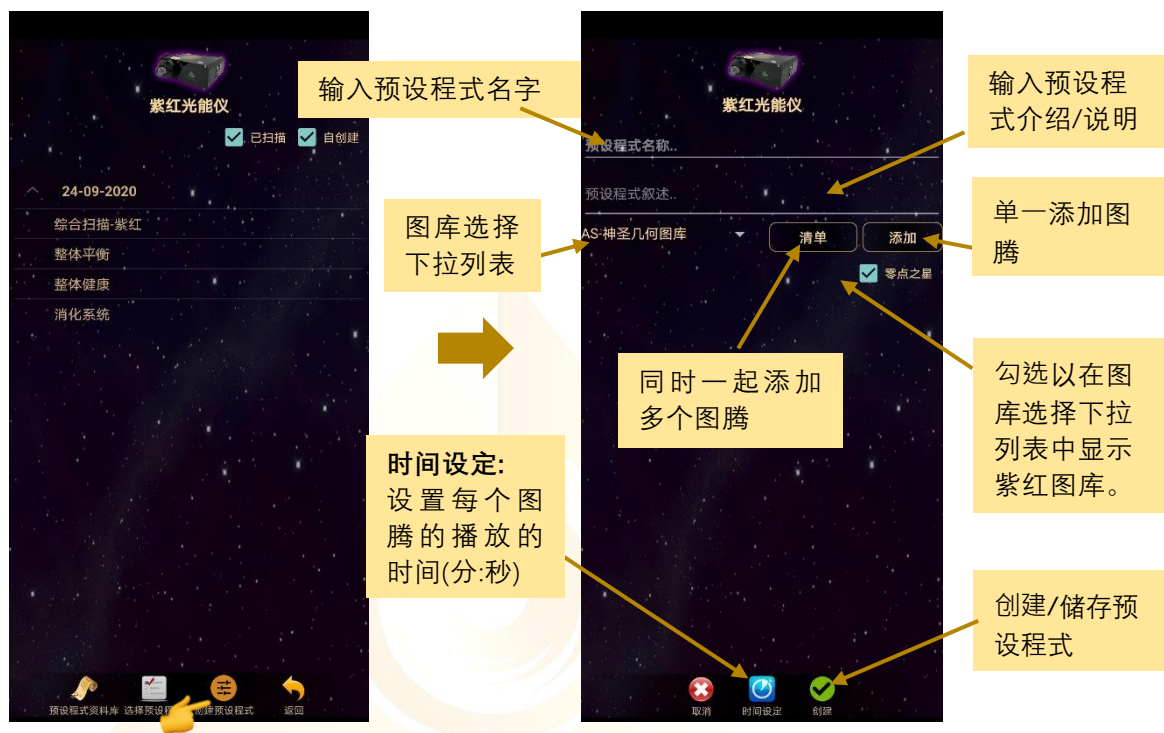 紫红光能仪
已扫描 自创建
24-09-2020
综合扫描-紫红
整体平衡
整体健康
消化系统
预设程式资料库 选择预设程 创建预设程式 返回
输入预设程式名字
图库选择
下拉列表
时间设定:
设置每个图
腾的播放的
时间(分:秒)
紫红光能仪
预设程式名称..
预设程式叙述..
AS-神圣几何图库 清单 添加
零点之星
同时一起添加
多个图腾
取消 时间设定 创建
输入预设程
式介绍/说明
单一添加图
腾
勾选以在图
库选择下拉
列表中显示
紫红图库。
创建/储存预
设程式